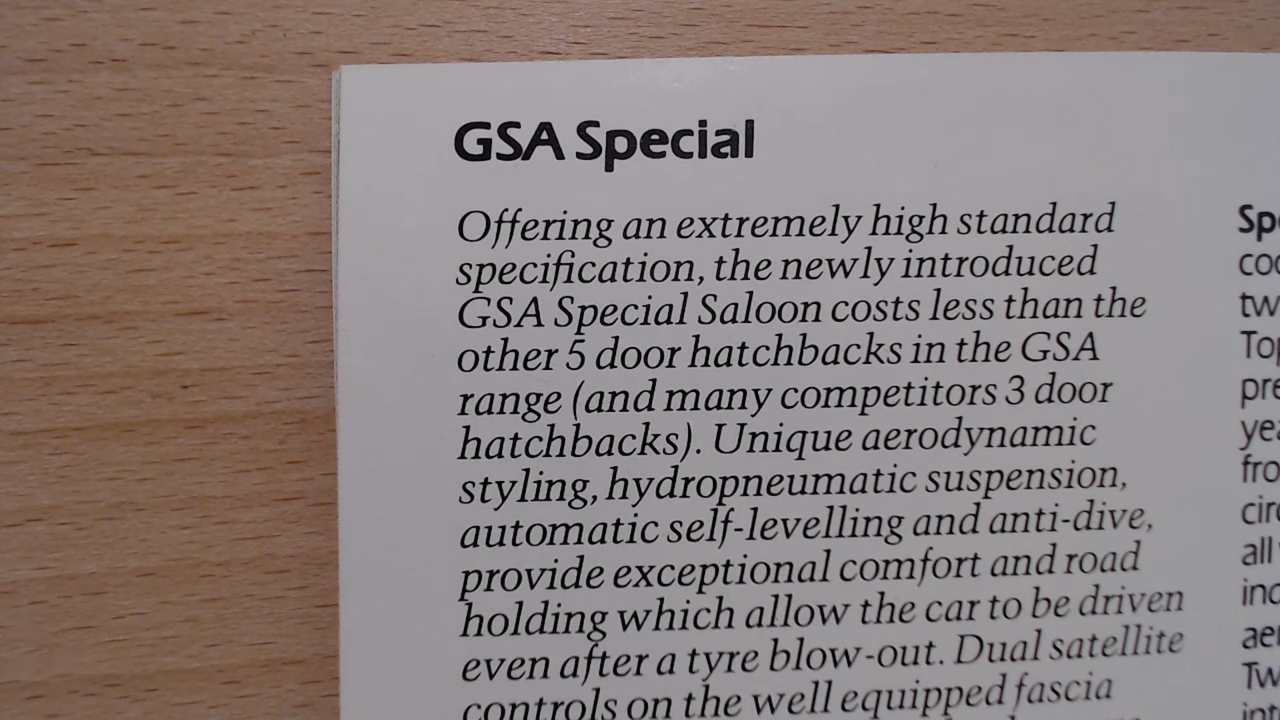 GSA Special
Offering an extremely high standard
specification, the newly introduced
GSA Special Saloon costs less than the
other 5 door hatchbacks in the GSA
range (and many competitors 3 door
hatchbacks). Unique aerodynamic
styling, hydropneumatic suspension,
automatic self-levelling and anti-dive,
provide exceptional comfort and road
holding which allow the car to be driven
even after a tyre blow-out. Dual satellite
controls on the well equipped fascia
all